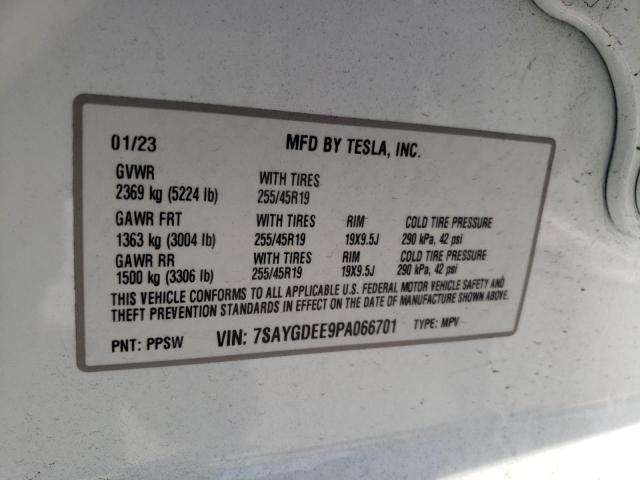 01/23 MFD BY TESLA, INC.
GVWR WITH TIRES
2369 kg (5224 lb) 255/45R19
GAWR FRT WITH TIRES RIM COLD TIRE PRESSURE
1363 kg (3004 lb) 255/45R19 19X9.5J 290 kPa, 42 psi
GAWR RR WITH TIRES RIM COLD TIRE PRESSURE
1500 kg (3306 lb) 255/45R19 19X9.5J 290 kPa, 42 psi
THIS VEHICLE CONFORMS TO ALL APPLICABLE U.S. FEDERAL MOTOR VEHICLE SAFETY AND
THEFT PREVENTION STANDARDS IN EFFECT ON THE DATE OF MANUFACTURE SHOWN ABOVE.
PNT: PPSW VIN: 7SAYGDEE9PA066701 TYPE: MPV